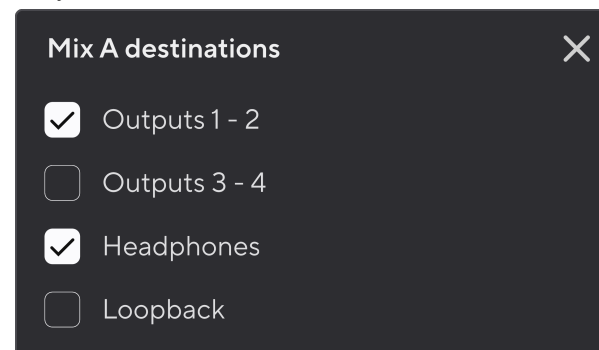 Mix A destinations
Outputs 1 - 2
Outputs 3 - 4
Headphones
Loopback